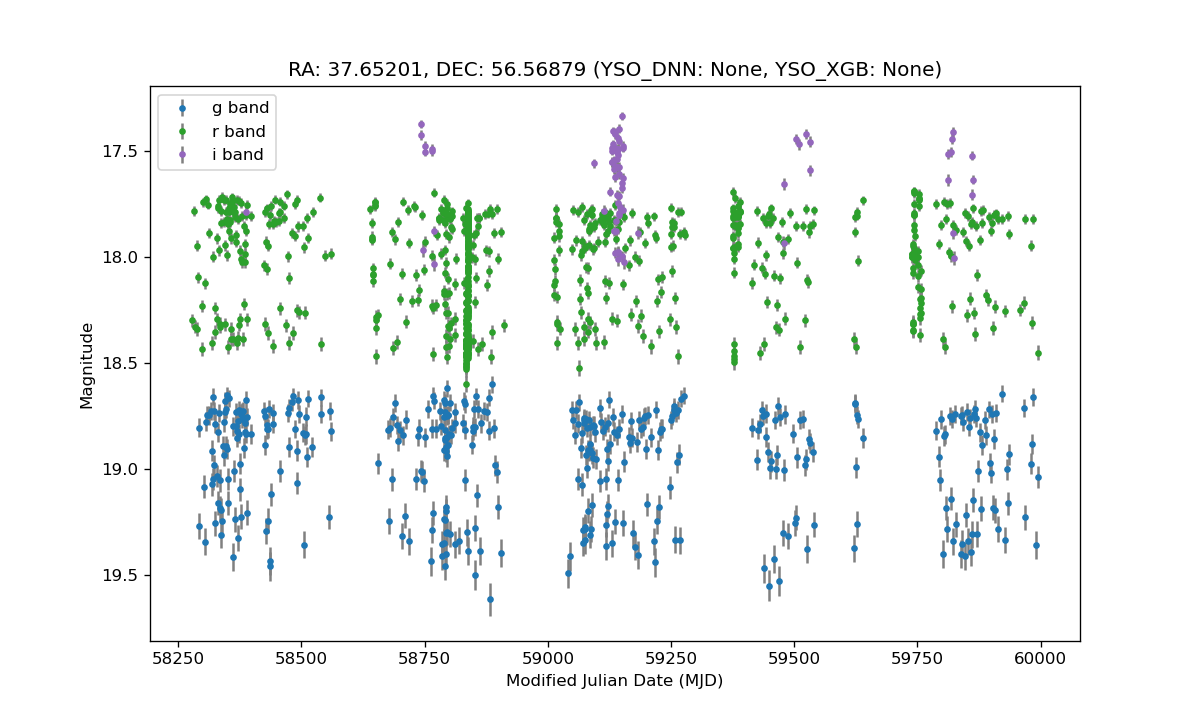 RA: 37.65201, DEC: 56.56879 (YSO_DNN: None, YSO_XGB: None)
g band
r band
i band
17.5
18.0
18.5
19.0
19.5
Magnitude
58250 58500 58750 59000 59250 59500 59750 60000
Modified Julian Date (MJD)